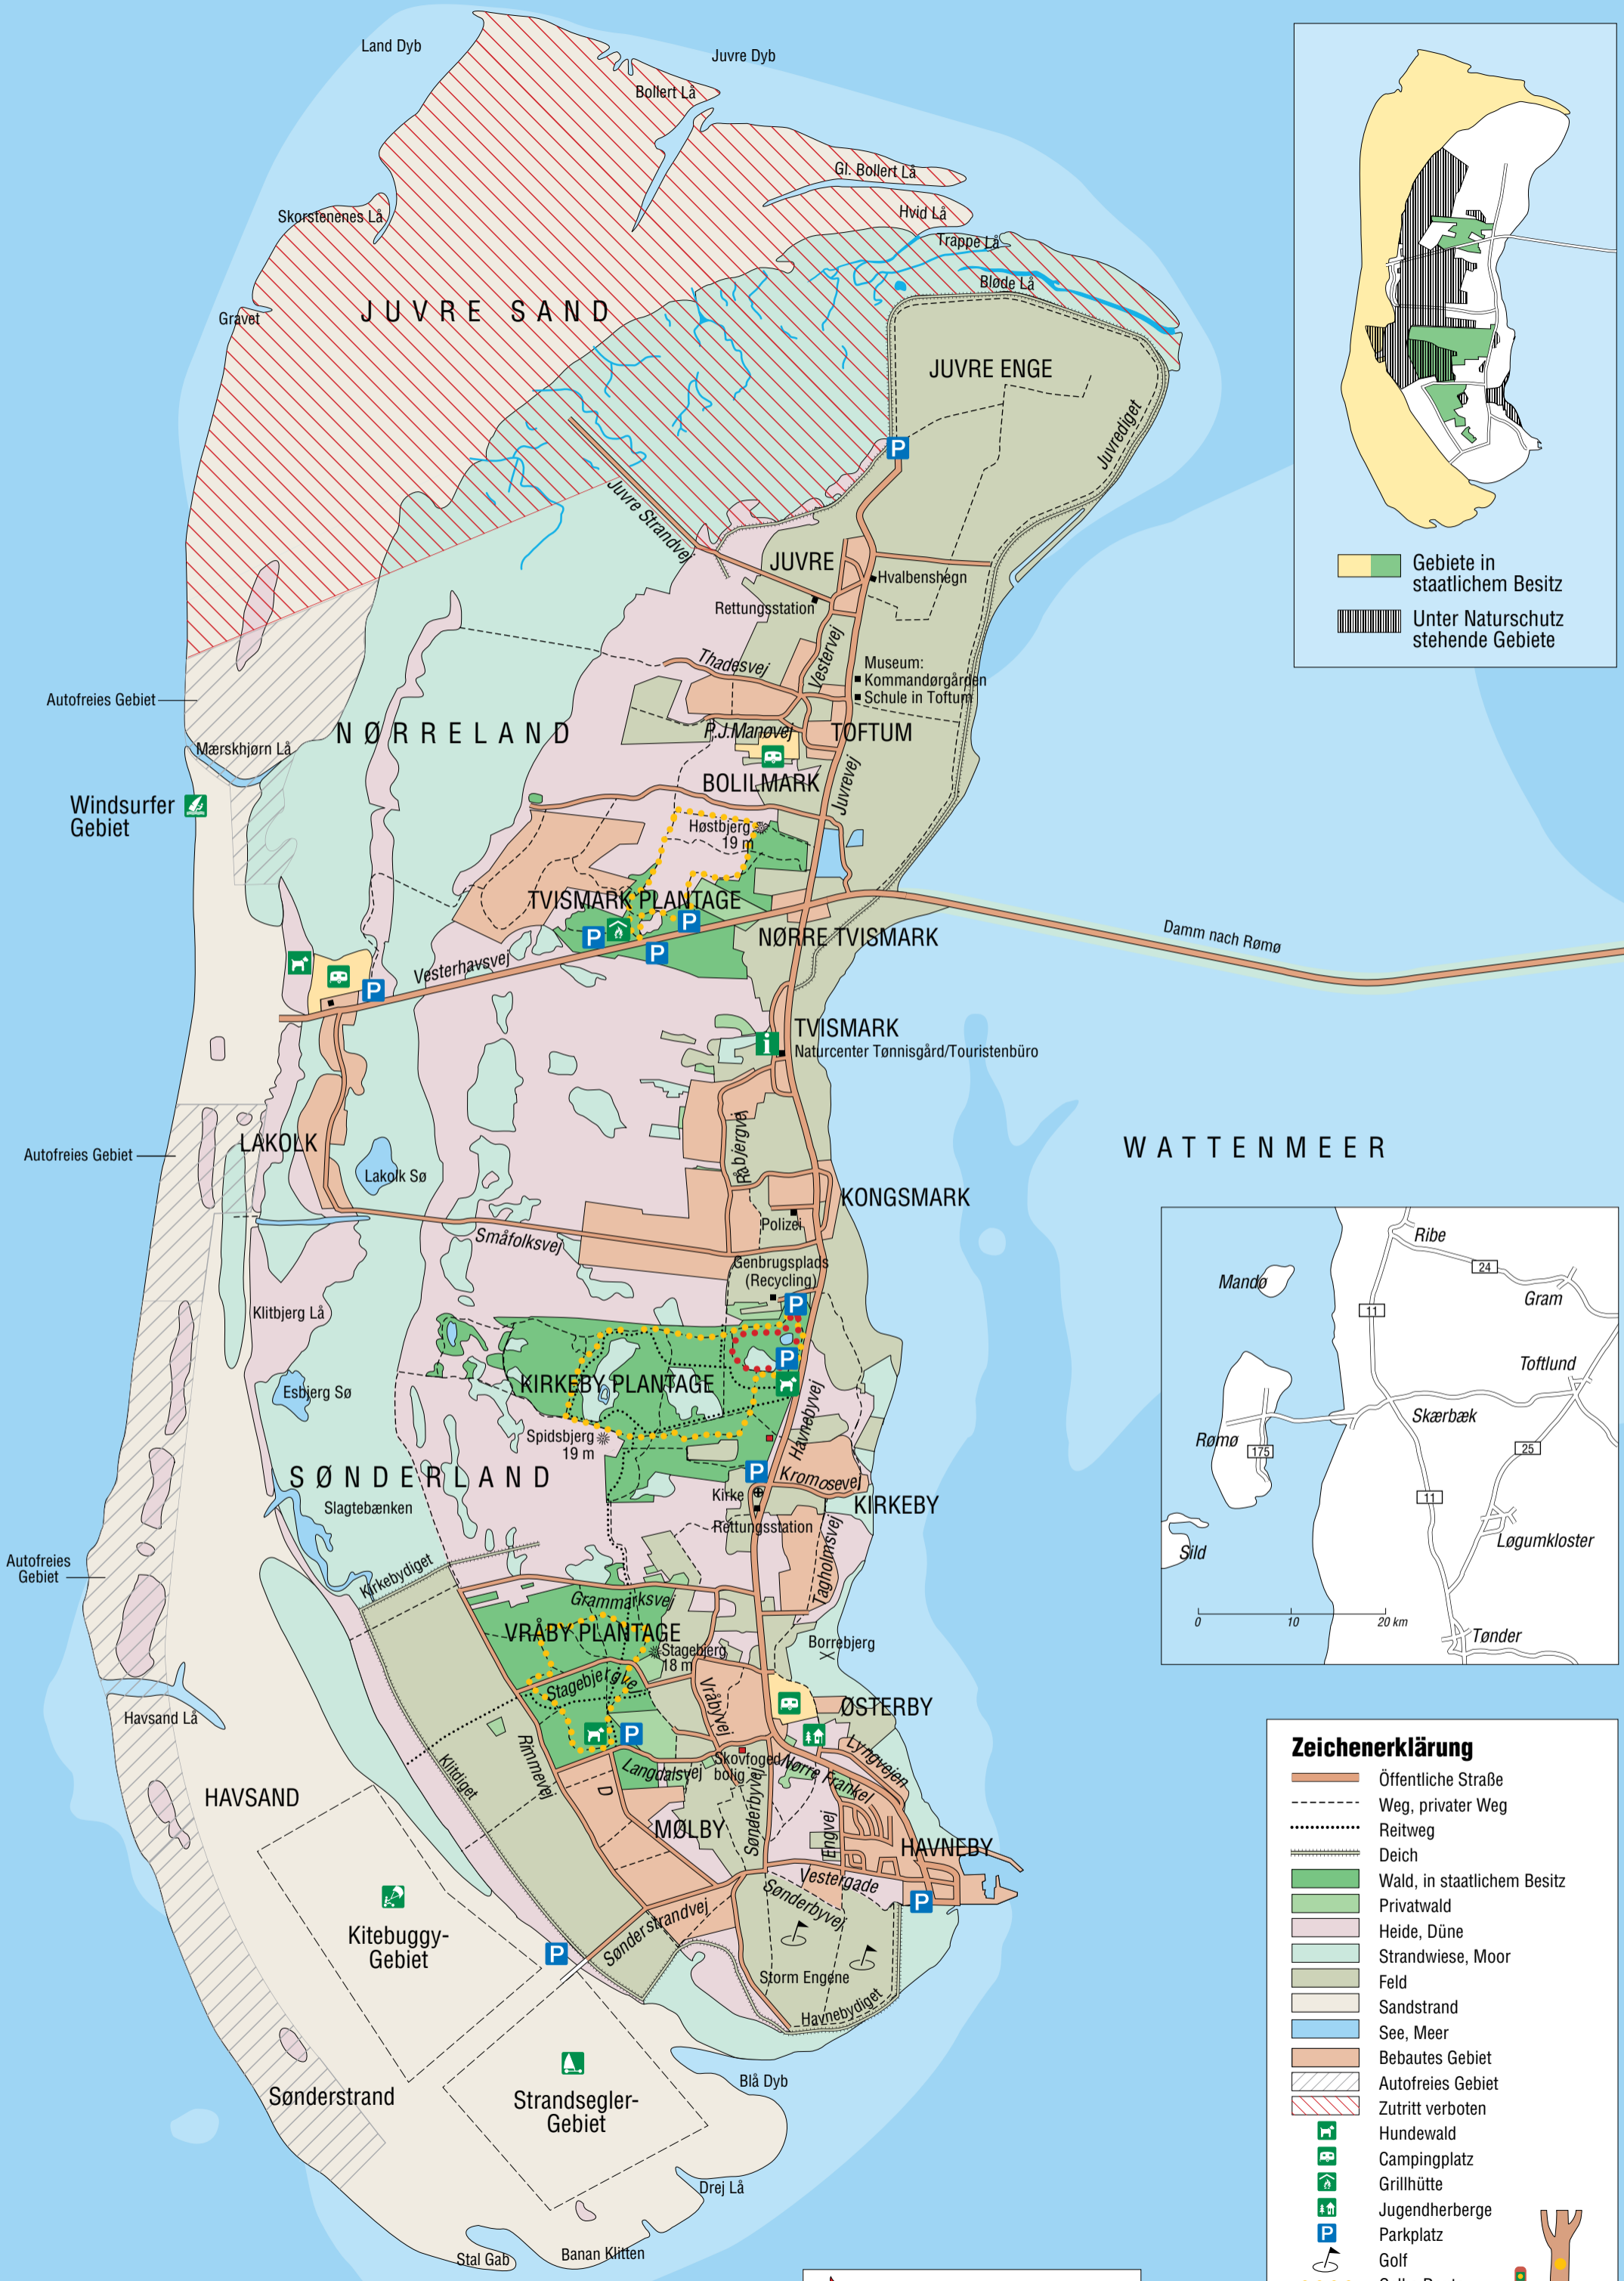 Land Dyb
Juvre Dyb
Bollert Lå
Gl. Bollert Lå
Skorstenenes Lå
Hvid Lå
Trappe Lå
Bløde Lå
Gravet
JUVRE SAND
JUVRE ENGE
Juvrediget
P
Juvre Strandvej
JUVRE
Hvalbenshegn
Rettungsstation
Gebiete in
staatlichem Besitz
Unter Naturschutz
stehende Gebiete
Vestervej
Thadesvej
Museum:
Kommandørgården
Schule in Toftum
Autofreies Gebiet
NØRRELAND
P.J.Manøvej
TOFTUM
Mærskhjørn Lå
BOLILMARK
Juvrevej
Windsurfer
Gebiet
Høstbjerg
19 m
TVISMARK PLANTAGE
P
P
P
NØRRE TVISMARK
Damm nach Rømø
Vesterhavsvej
P
TVISMARK
i
Naturcenter Tønnisgård/Touristenbüro
Råbjergvej
LAKOLK
Autofreies Gebiet
Lakolk Sø
WATTENMEER
KONGSMARK
Polizei
Småfolksvej
Genbrugsplads
(Recycling)
P
Klitbjerg Lå
P
KIRKEBY PLANTAGE
Esbjerg Sø
Havnebyvej
Spidsbjerg
19 m
SØNDERLAND
P
Kromosevej
Kirke
KIRKEBY
Slagtebænken
Rettungsstation
Tagholmsvej
Autofreies
Gebiet
Kirkebydiget
Grammarksvej
VRÅBY PLANTAGE
Stagebjerg
18 m
Borrebjerg
Stagebjergvej
Vråbyvej
ØSTERBY
Havsand Lå
P
Rimmevej
Klitdiget
Langdalsvej
Skovfoged
bolig
Nørre Frankel
Lyngvejen
HAVSAND
D
MØLBY
Sønderbyvej
Engvej
HAVNEBY
Vestergade
Sønderbyvej
P
Kitebuggy-
Gebiet
P
Sønderstrandvej
Storm Engene
Havnebydiget
Sønderstrand
Strandsegler-
Gebiet
Blå Dyb
Drej Lå
Stal Gab
Banan Klitten
Ribe
Mandø
24
Gram
11
Toftlund
Skærbæk
Rømø
175
25
11
Sild
Løgumkloster
0 10 20 km
Tønder
Zeichenerklärung
Öffentliche Straße
Weg, privater Weg
Reitweg
Deich
Wald, in staatlichem Besitz
Privatwald
Heide, Düne
Strandwiese, Moor
Feld
Sandstrand
See, Meer
Bebautes Gebiet
Autofreies Gebiet
Zutritt verboten
Hundewald
Campingplatz
Grillhütte
Jugendherberge
P Parkplatz
Golf